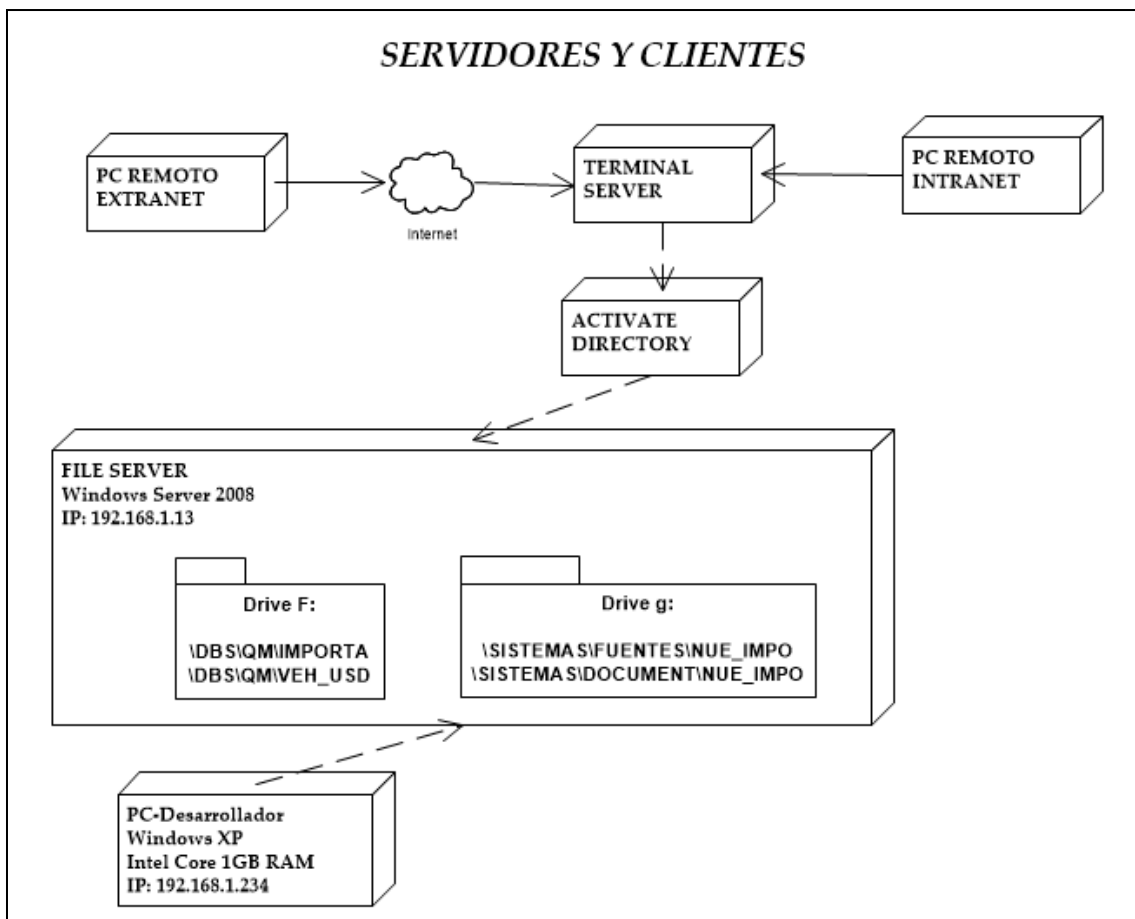 SERVIDORES Y CLIENTES
PC REMOTO
EXTRANET
Internet
TERMINAL
SERVER
PC REMOTO
INTRANET
ACTIVATE
DIRECTORY
FILE SERVER
Windows Server 2008
IP: 192.168.1.13
Drive F:
\DBS\QM\IMPORTA
\DBS\QM\VEH_USD
Drive g:
\SISTEMAS\FUENTES\NUE_IMPO
\SISTEMAS\DOCUMENT\NUE_IMPO
PC-Desarrollador
Windows XP
Intel Core 1GB RAM
IP: 192.168.1.234